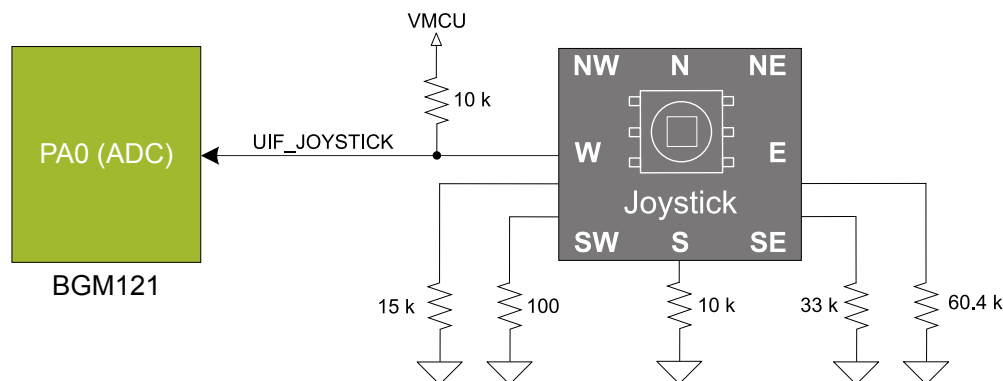 VMCU
10 k
NW N NE
PA0 (ADC)
UIF_JOYSTICK
W E
Joystick
SW S SE
BGM121
15 k 100 10 k 33 k 60.4 k